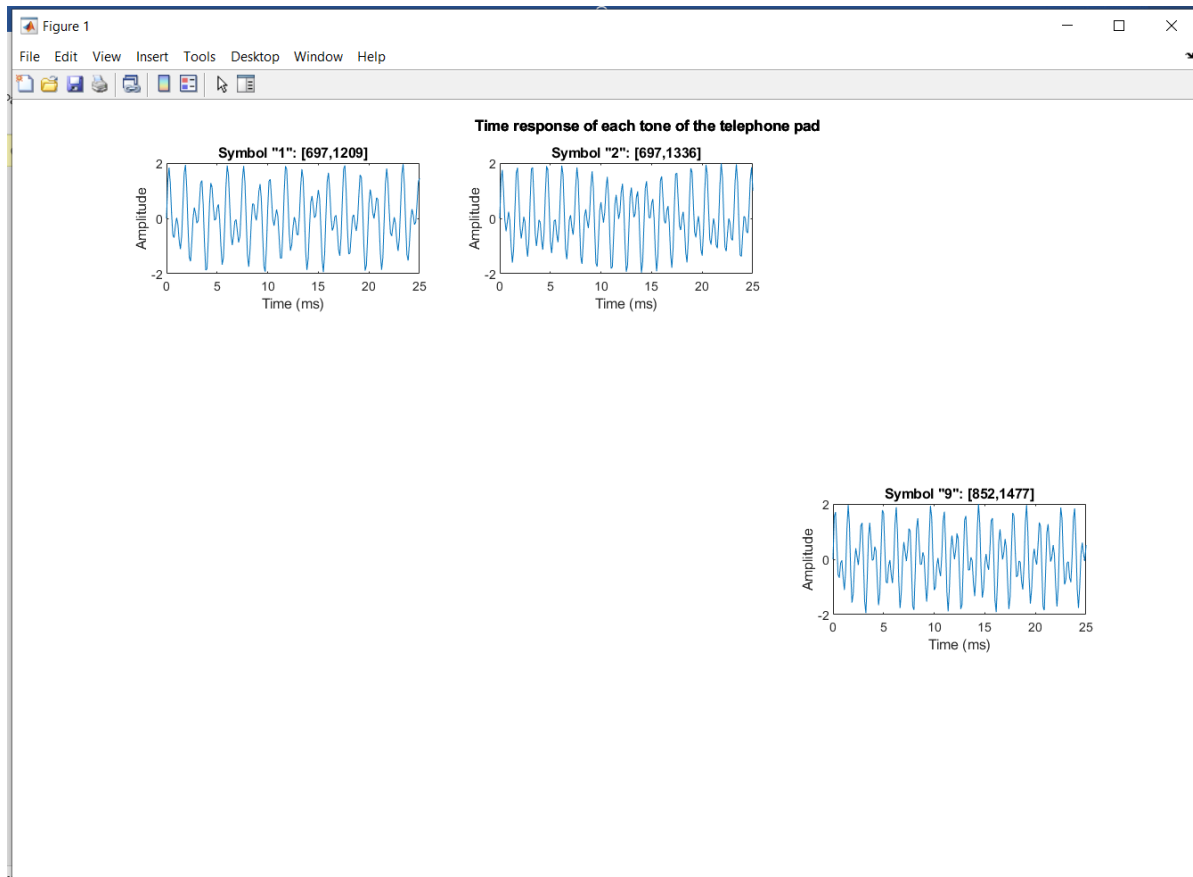 Figure 1
File Edit View Insert Tools Desktop Window Help
Time response of each tone of the telephone pad
Symbol "1": [697,1209]
2
0
-2
Amplitude
0 5 10 15 20 25
Time (ms)
Symbol "2": [697,1336]
2
0
-2
Amplitude
0 5 10 15 20 25
Time (ms)
Symbol "9": [852,1477]
2
0
-2
Amplitude
0 5 10 15 20 25
Time (ms)